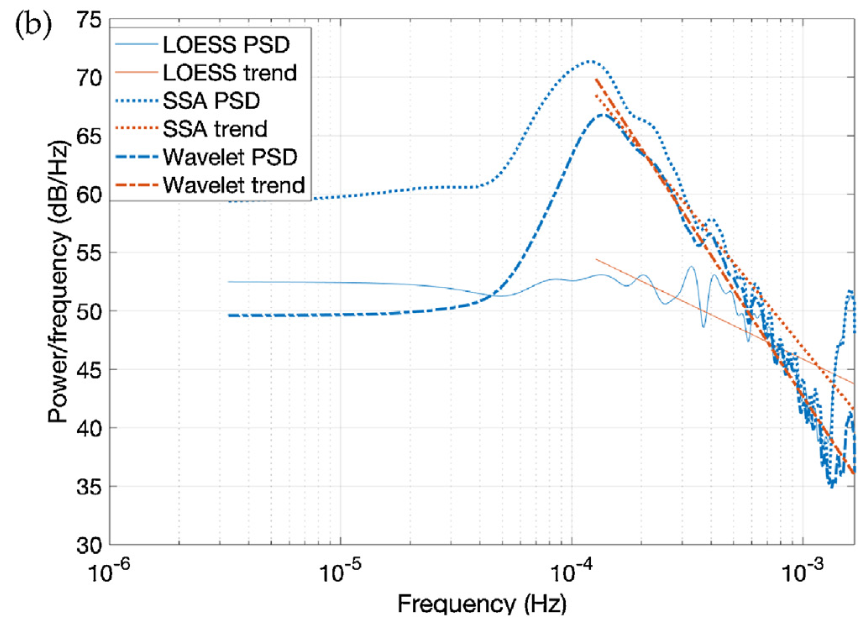 (b)
75
70
65
60
55
50
45
40
35
30
Power/frequency (dB/Hz)
LOESS PSD
LOESS trend
SSA PSD
SSA trend
Wavelet PSD
Wavelet trend
10-6
10-5
10-4
10-3
Frequency (Hz)